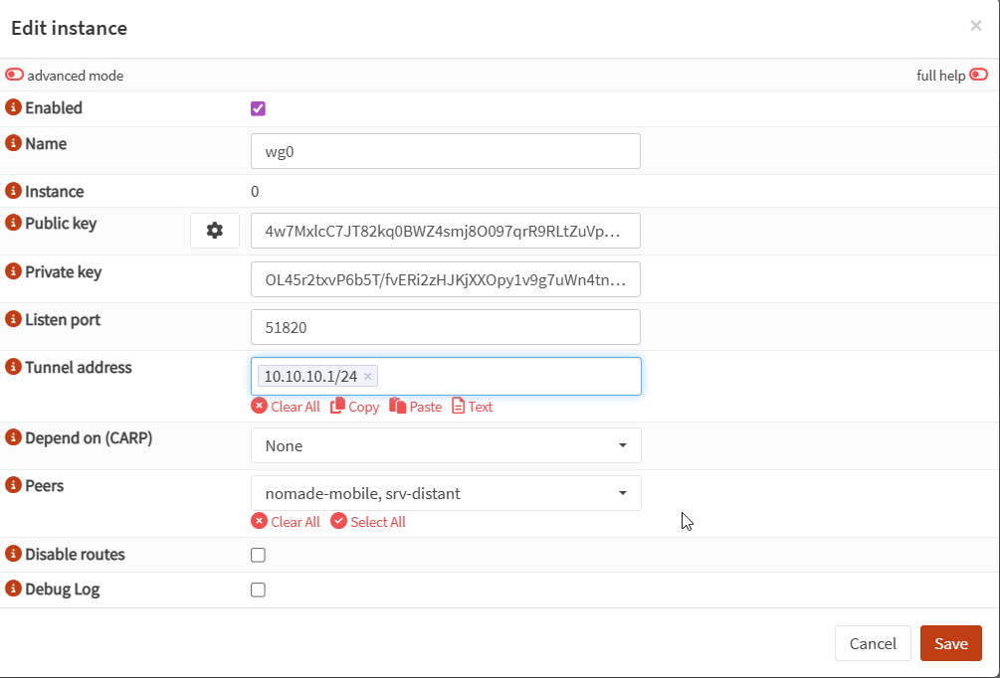 Edit instance ×
advanced mode full help
Enabled
Name wg0
Instance 0
Public key 4w7MxlcC7JT82kq0BWZ4smj8O097qrR9RLtZuVp...
Private key OL45r2txvP6b5T/fvERi2zHJKjXXOpy1v9g7uWn4tn...
Listen port 51820
Tunnel address 10.10.10.1/24 ×
Clear All Copy Paste Text
Depend on (CARP) None
Peers nomade-mobile, srv-distant
Clear All Select All
Disable routes
Debug Log
Cancel Save